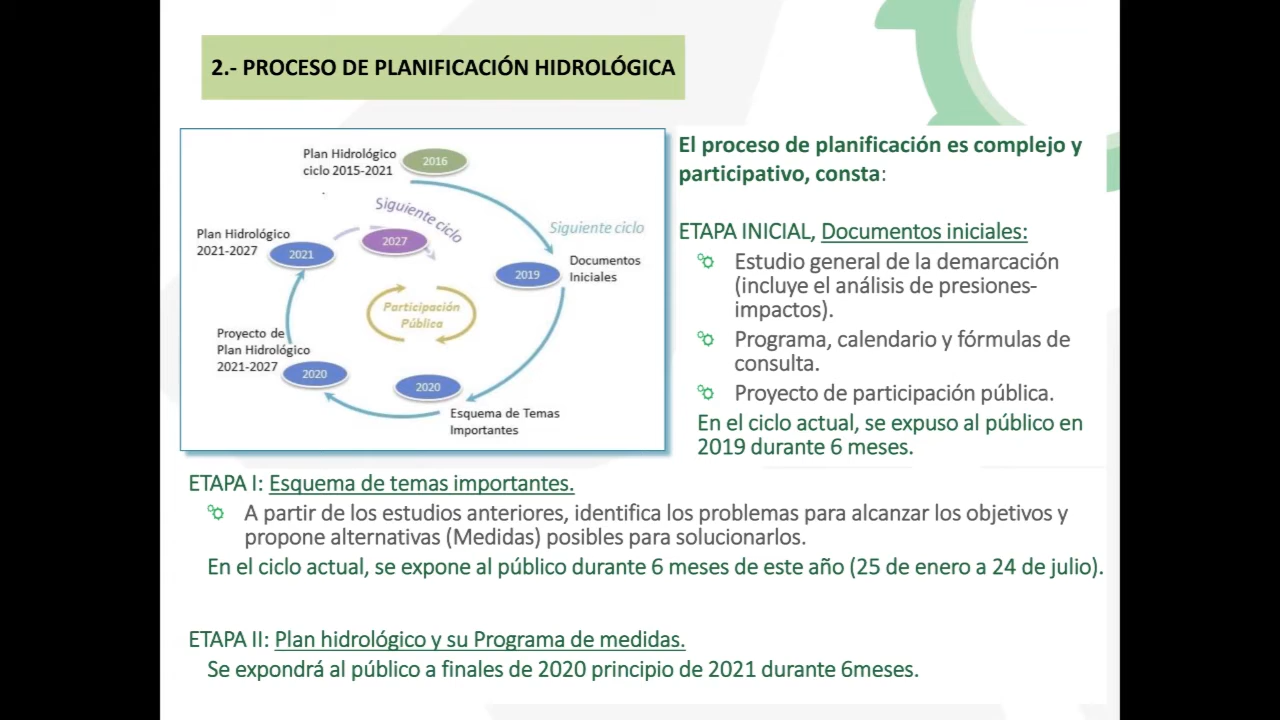 2.- PROCESO DE PLANIFICACIÓN HIDROLÓGICA
Plan Hidrológico
ciclo 2015-2021
2016
Siguiente ciclo
Siguiente ciclo
Plan Hidrológico
2021-2027
2021
2027
2019
Documentos
Iniciales
Participación
Pública
Proyecto de
Plan Hidrológico
2021-2027
2020
2020
Esquema de Temas
Importantes
El proceso de planificación es complejo y
participativo, consta:
ETAPA INICIAL, Documentos iniciales:
Estudio general de la demarcación
(incluye el análisis de presiones-
impactos).
Programa, calendario y fórmulas de
consulta.
Proyecto de participación pública.
En el ciclo actual, se expuso al público en
2019 durante 6 meses.
ETAPA I: Esquema de temas importantes.
A partir de los estudios anteriores, identifica los problemas para alcanzar los objetivos y
propone alternativas (Medidas) posibles para solucionarlos.
En el ciclo actual, se expone al público durante 6 meses de este año (25 de enero a 24 de julio).
ETAPA II: Plan hidrológico y su Programa de medidas.
Se expondrá al público a finales de 2020 principio de 2021 durante 6meses.